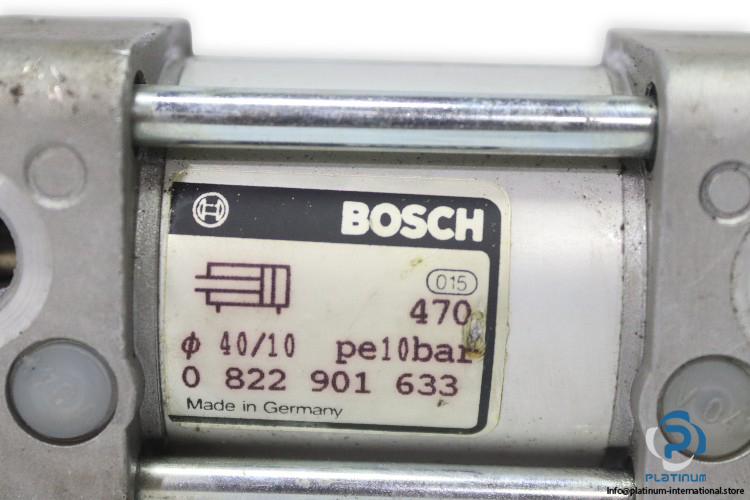 BOSCH
015
470
ϕ 40/10 pe10bar
0 822 901 633
Made in Germany
PLATINUM
Info@platinum-international.store